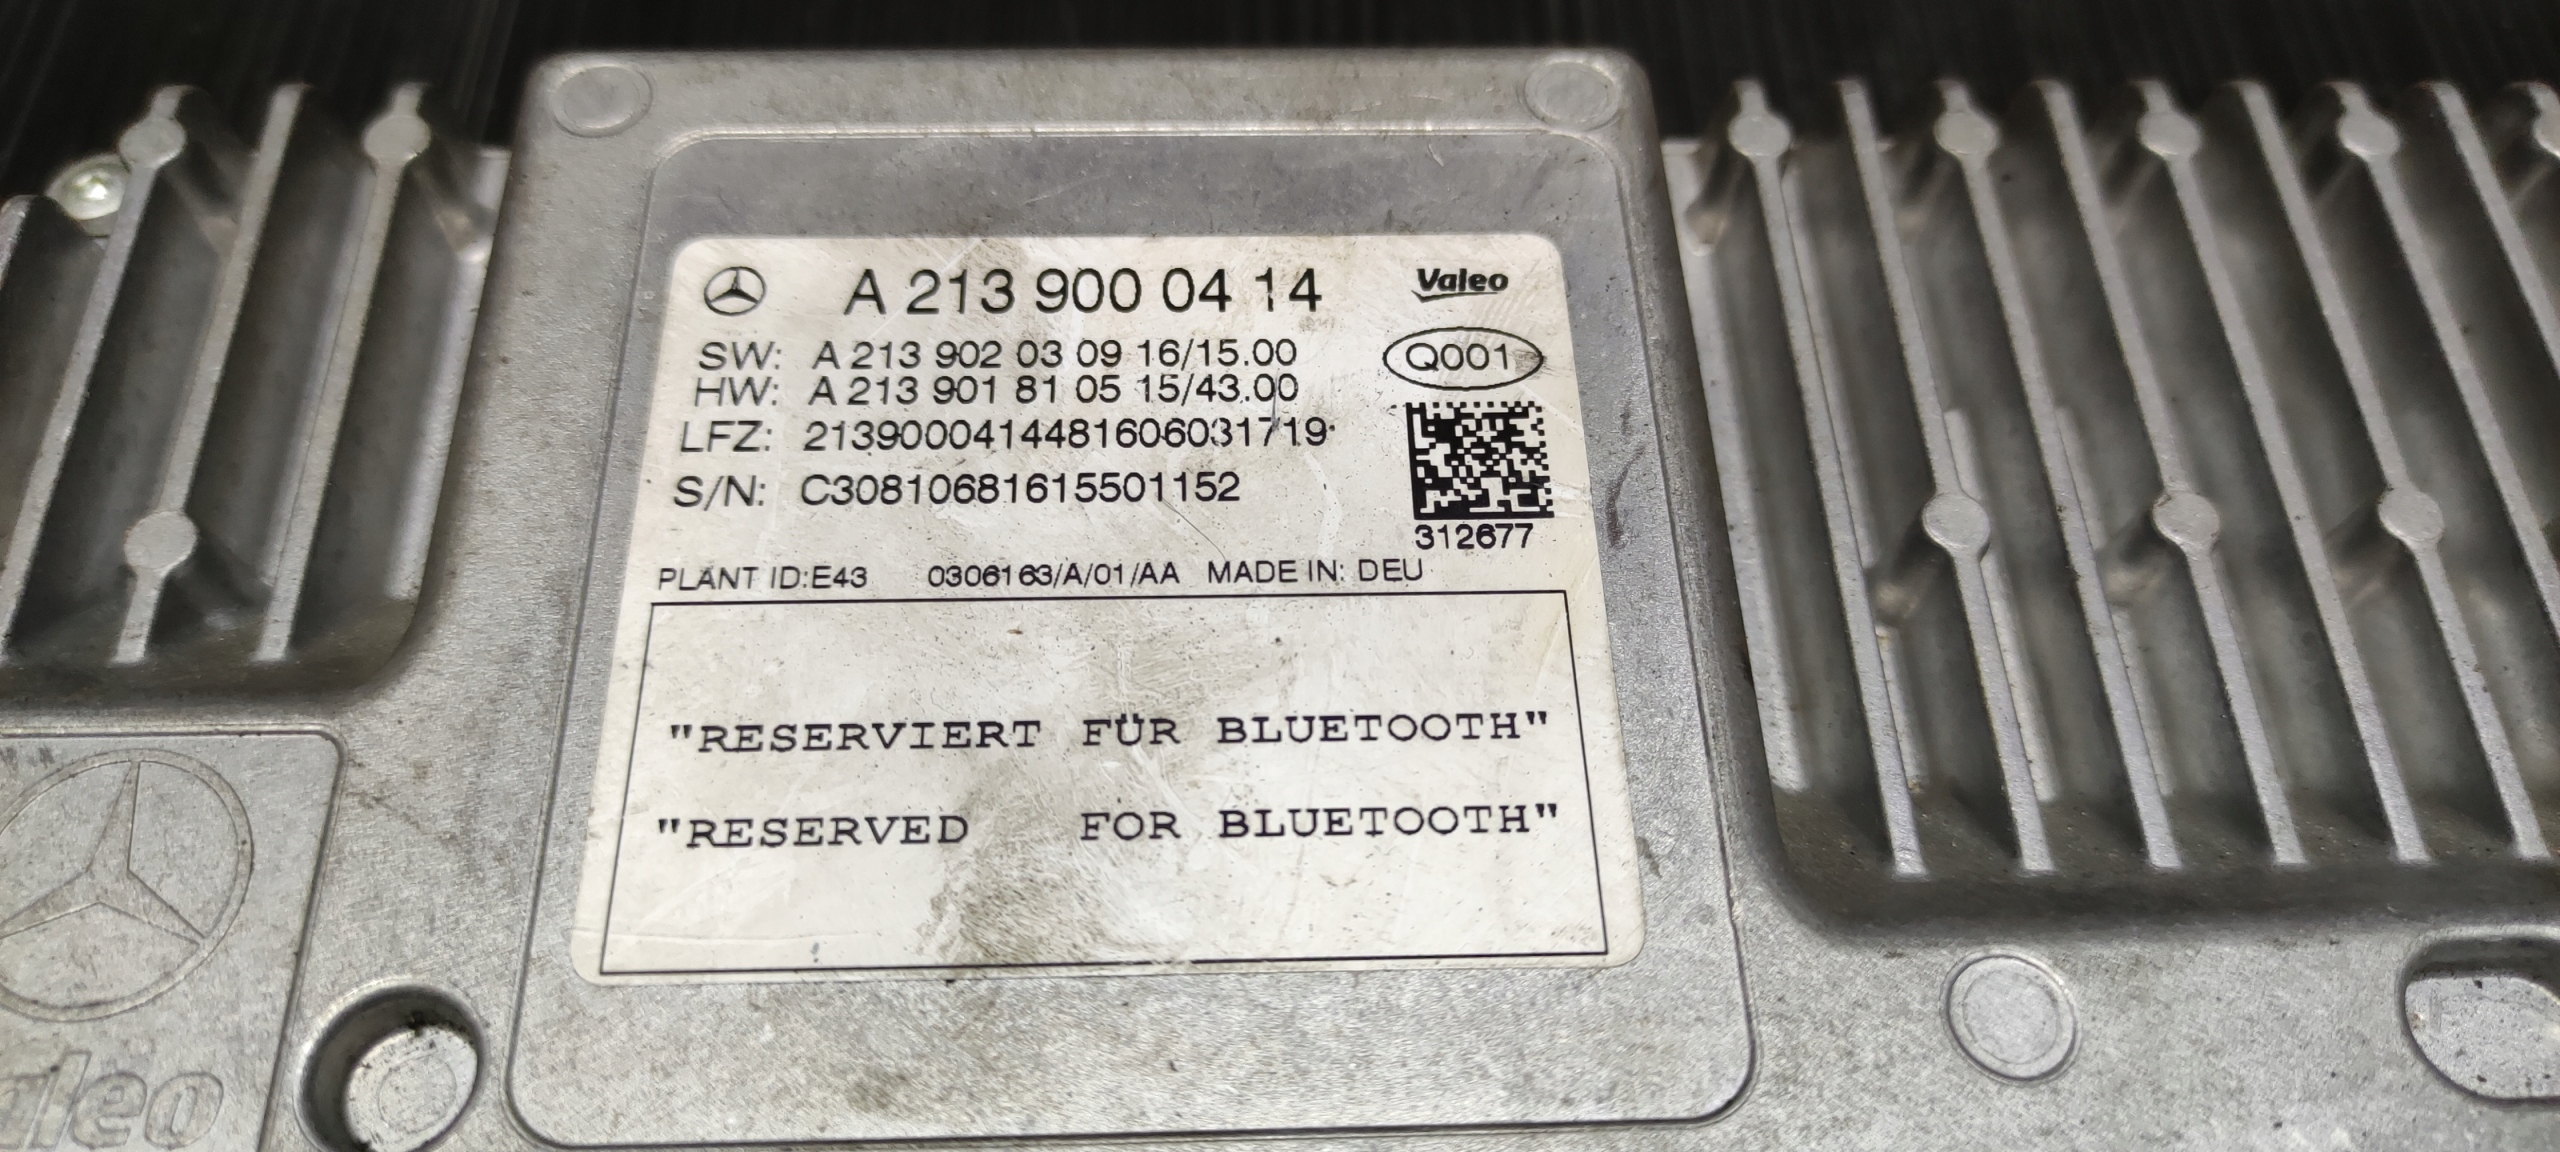 A 213 900 04 14
Valeo
SW: A 213 902 03 09 16/15.00
HW: A 213 901 81 05 15/43.00
Q001
LFZ: 2139000414481606031719
S/N: C30810681615501152
312677
PLANT ID:E43 0306163/A/01/AA MADE IN: DEU
"RESERVIERT FÜR BLUETOOTH"
"RESERVED FOR BLUETOOTH"
aleo